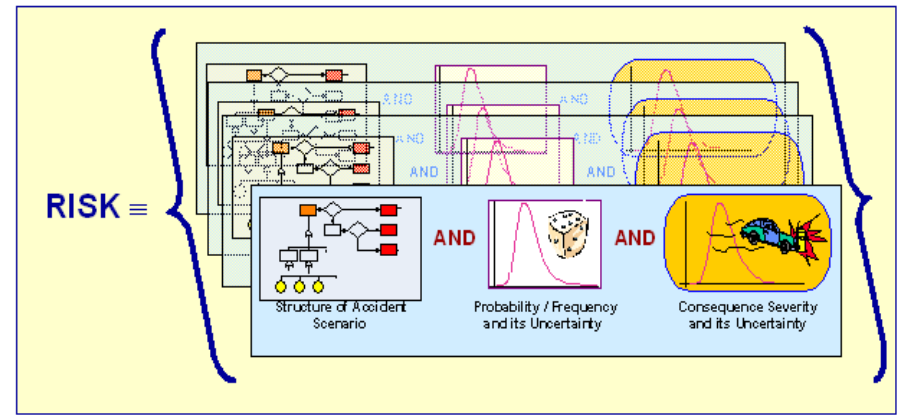 AND AND
AND AND
AND AND
RISK ≡
AND AND
Structure of Accident Probability / Frequency Consequence Severity
Scenario and its Uncertainty and its Uncertainty